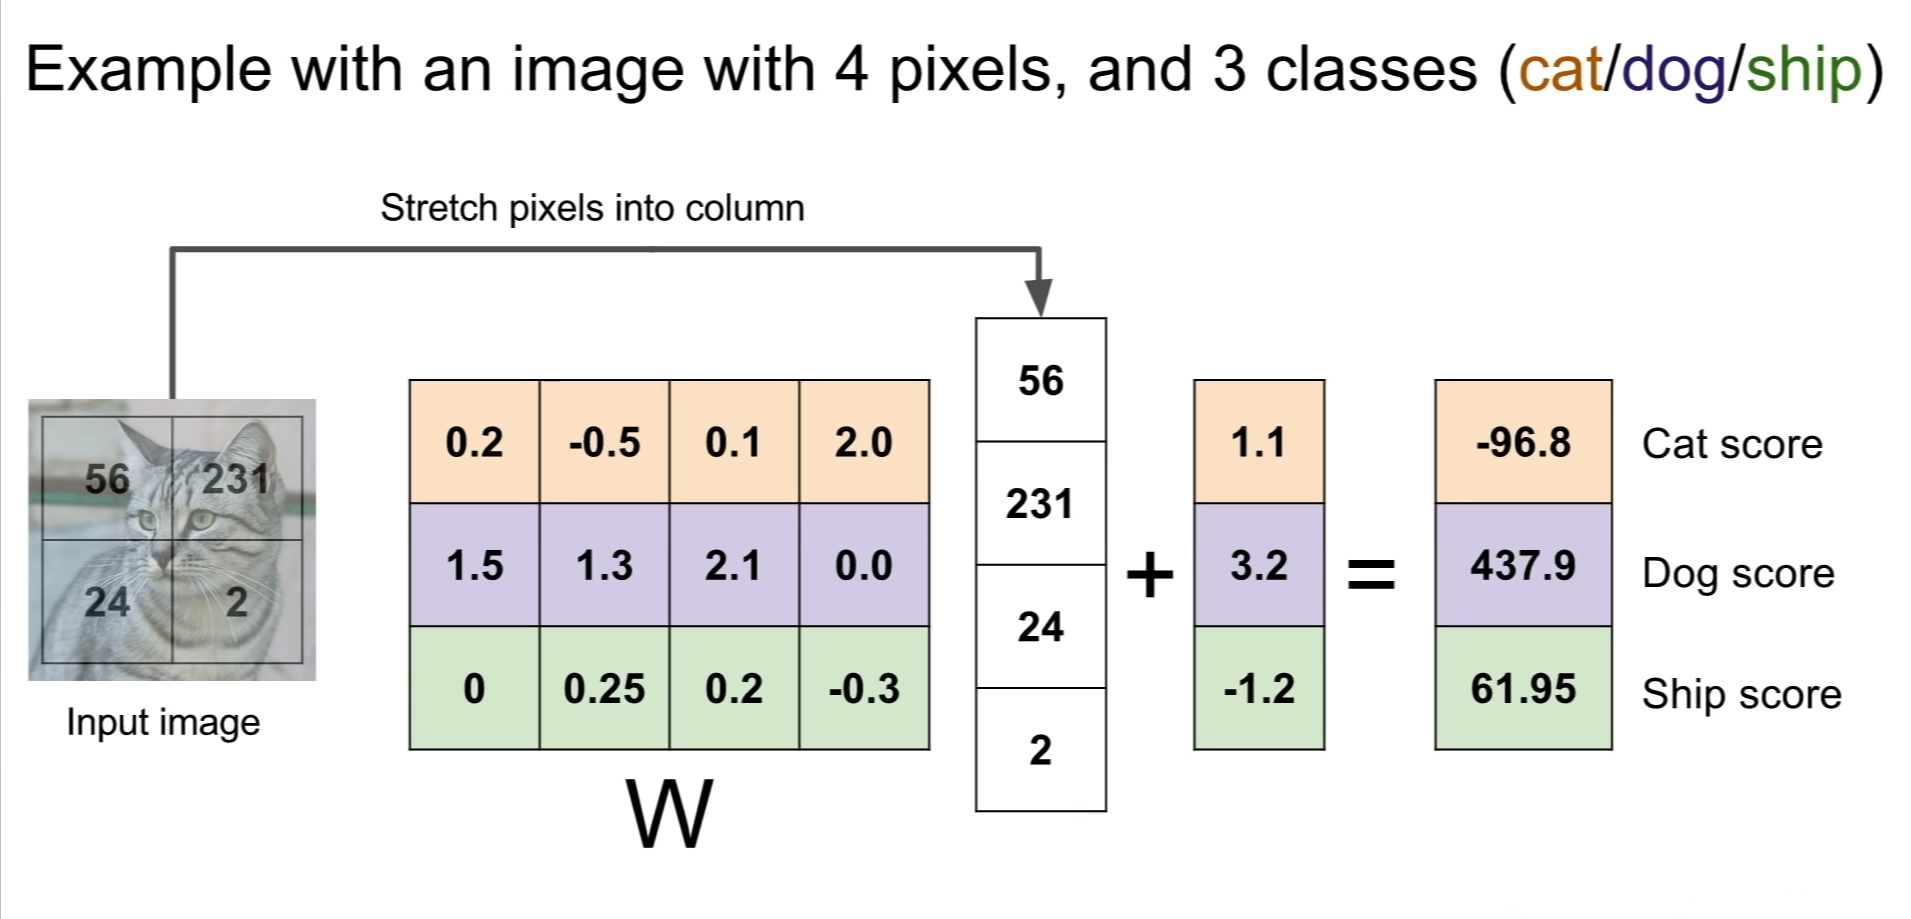 Example with an image with 4 pixels, and 3 classes (cat/dog/ship)
Stretch pixels into column
56 231
24 2
Input image
0.2 -0.5 0.1 2.0
1.5 1.3 2.1 0.0
0 0.25 0.2 -0.3
W
56
231
24
2
+
1.1
3.2
-1.2
=
-96.8 Cat score
437.9 Dog score
61.95 Ship score